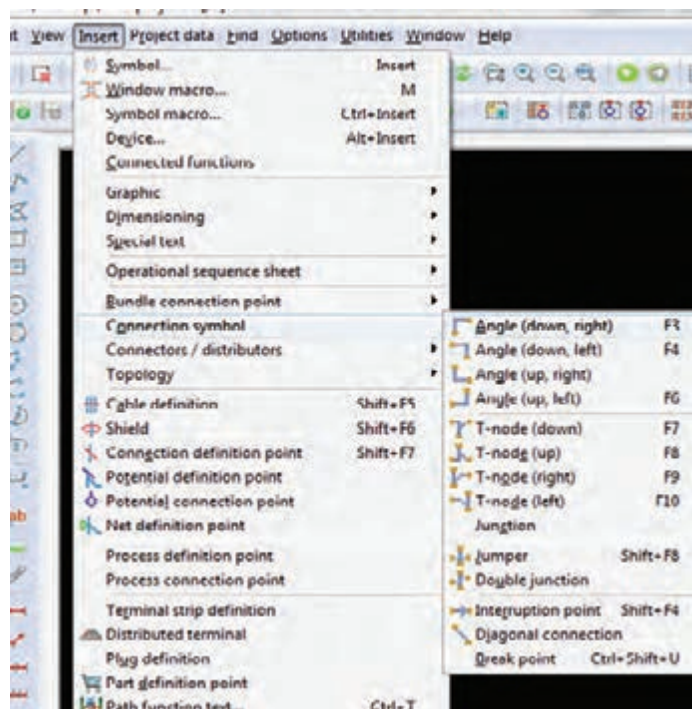 View Insert Project data Find Options Utilities Window Help
Symbol... Insert
Window macro... M
Symbol macro... Ctrl+Insert
Device... Alt+Insert
Connected functions
Graphic
Dimensioning
Special text
Operational sequence sheet
Bundle connection point
Connection symbol
Connectors / distributors
Topology
Cable definition Shift+F5
Shield Shift+F6
Connection definition point Shift+F7
Potential definition point
Potential connection point
Net definition point
Process definition point
Process connection point
Terminal strip definition
Distributed terminal
Plug definition
Part definition point
Path function text... Ctrl+T
Angle (down, right) F3
Angle (down, left) F4
Angle (up, right)
Angle (up, left) F6
T-node (down) F7
T-node (up) F8
T-node (right) F9
T-node (left) F10
Junction
Jumper Shift+F8
Double junction
Interruption point Shift+F4
Diagonal connection
Break point Ctrl+Shift+U
ab